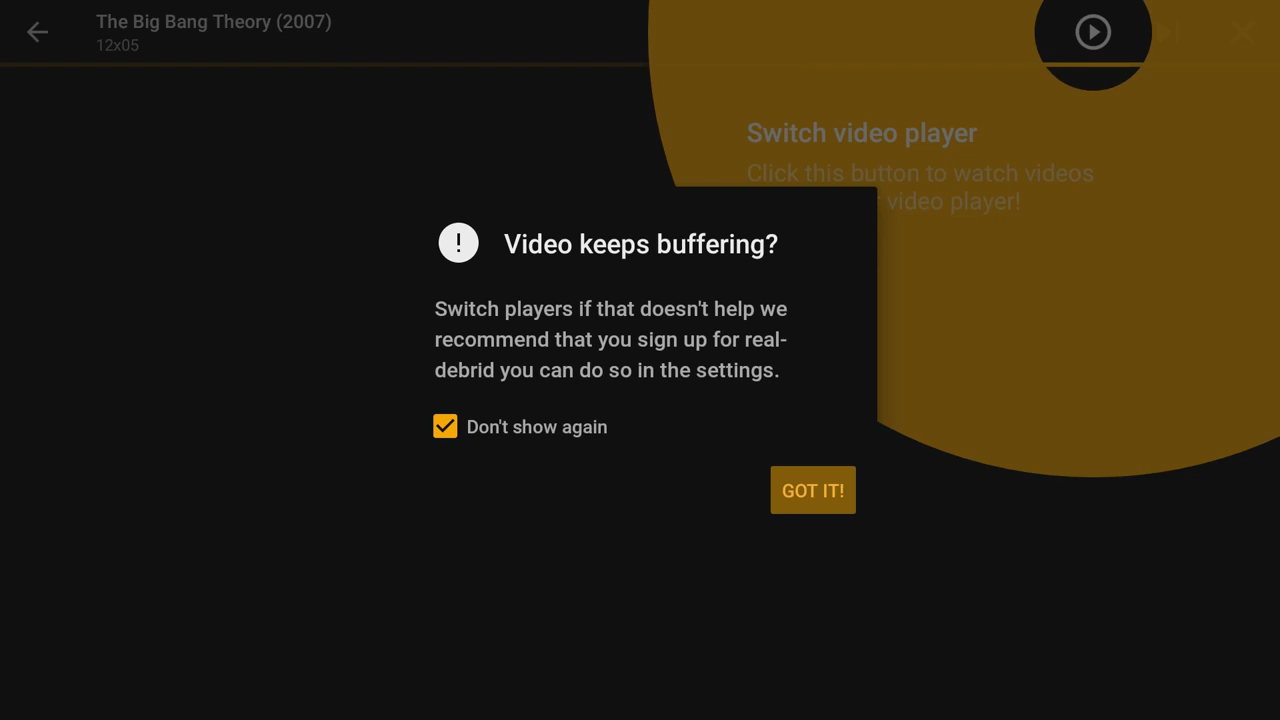 The Big Bang Theory (2007)
12x05
Switch video player
Click this button to watch videos
video player!
Video keeps buffering?
Switch players if that doesn't help we
recommend that you sign up for real-
debrid you can do so in the settings.
Don't show again
GOT IT!